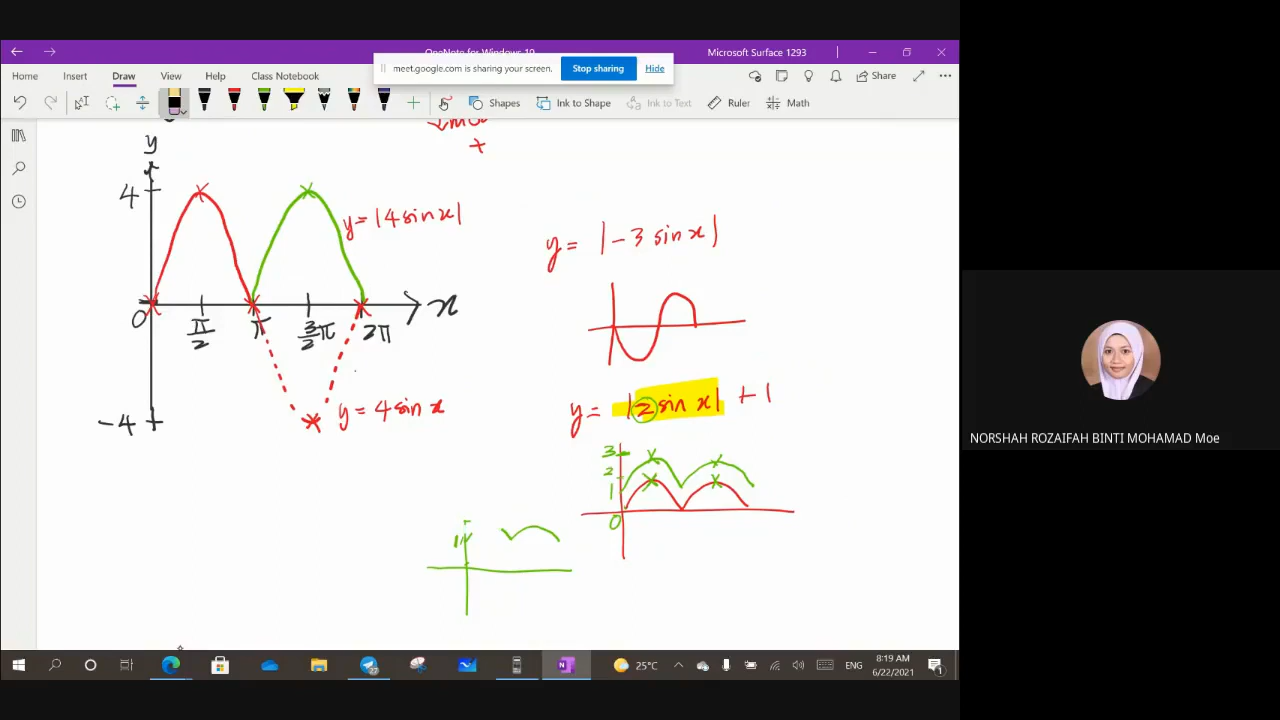 OneNote for Windows 10
Microsoft Surface 1293
meet.google.com is sharing your screen.
Stop sharing
Hide
Home
Insert
Draw
View
Help
Class Notebook
Share
Shapes
Ink to Shape
Ink to Text
Ruler
Math
+
y
4
y = |4 sin x|
y = |-3 sin x|
x
0
π/2
π
3/2 π
2π
-4
y = 4 sin x
y = |2 sin x| + 1
3
2
1
0
1
NORSHAH ROZAIFAH BINTI MOHAMAD Moe
25°C
ENG
8:19 AM
6/22/2021
1